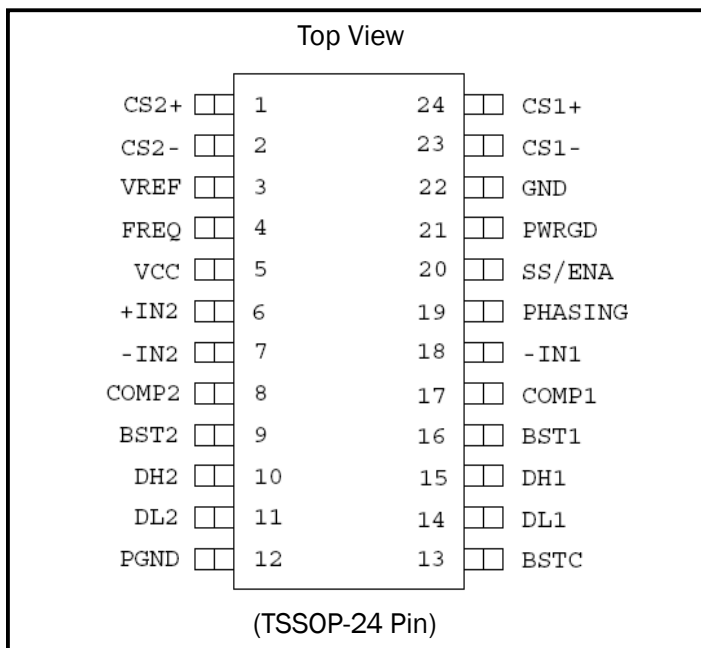 Top View
CS2+ 1 24 CS1+
CS2- 2 23 CS1-
VREF 3 22 GND
FREQ 4 21 PWRGD
VCC 5 20 SS/ENA
+IN2 6 19 PHASING
-IN2 7 18 -IN1
COMP2 8 17 COMP1
BST2 9 16 BST1
DH2 10 15 DH1
DL2 11 14 DL1
PGND 12 13 BSTC
(TSSOP-24 Pin)